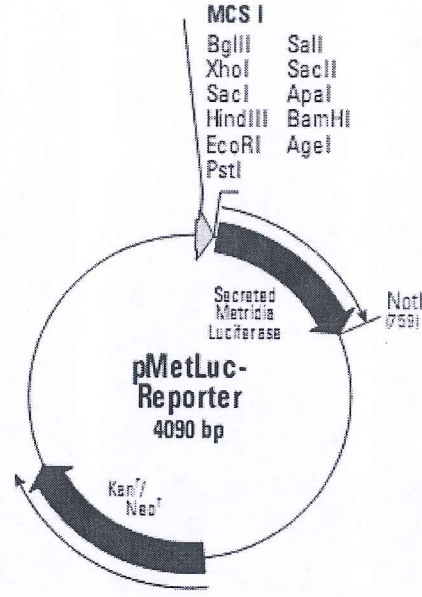 MCS I
BglII SalI
XhoI SacII
SacI ApaI
HindIII BamHI
EcoRI AgeI
PstI
Secreted
Metridia
Luciferase
NotI
(759)
pMetLuc-
Reporter
4090 bp
Kanʳ/
Neoʳ